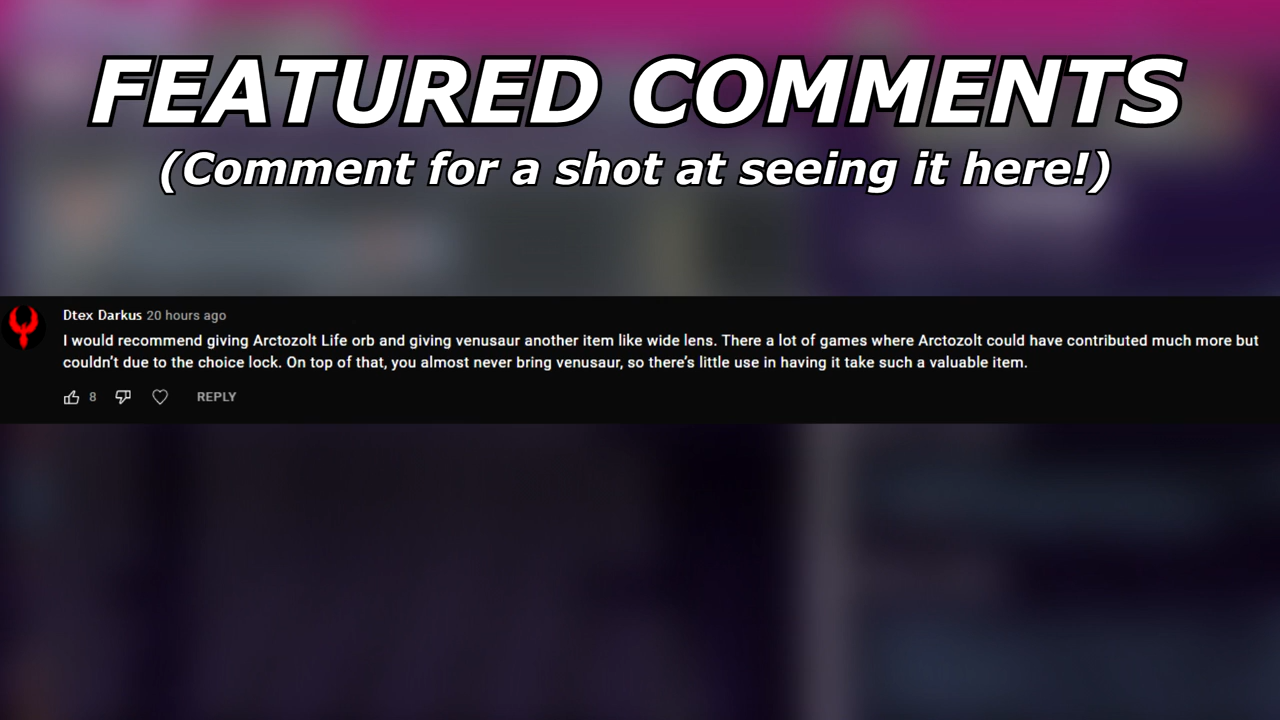 FEATURED COMMENTS
(Comment for a shot at seeing it here!)
Dtex Darkus 20 hours ago
I would recommend giving Arctozolt Life orb and giving venusaur another item like wide lens. There a lot of games where Arctozolt could have contributed much more but
couldn’t due to the choice lock. On top of that, you almost never bring venusaur, so there’s little use in having it take such a valuable item.
8 REPLY